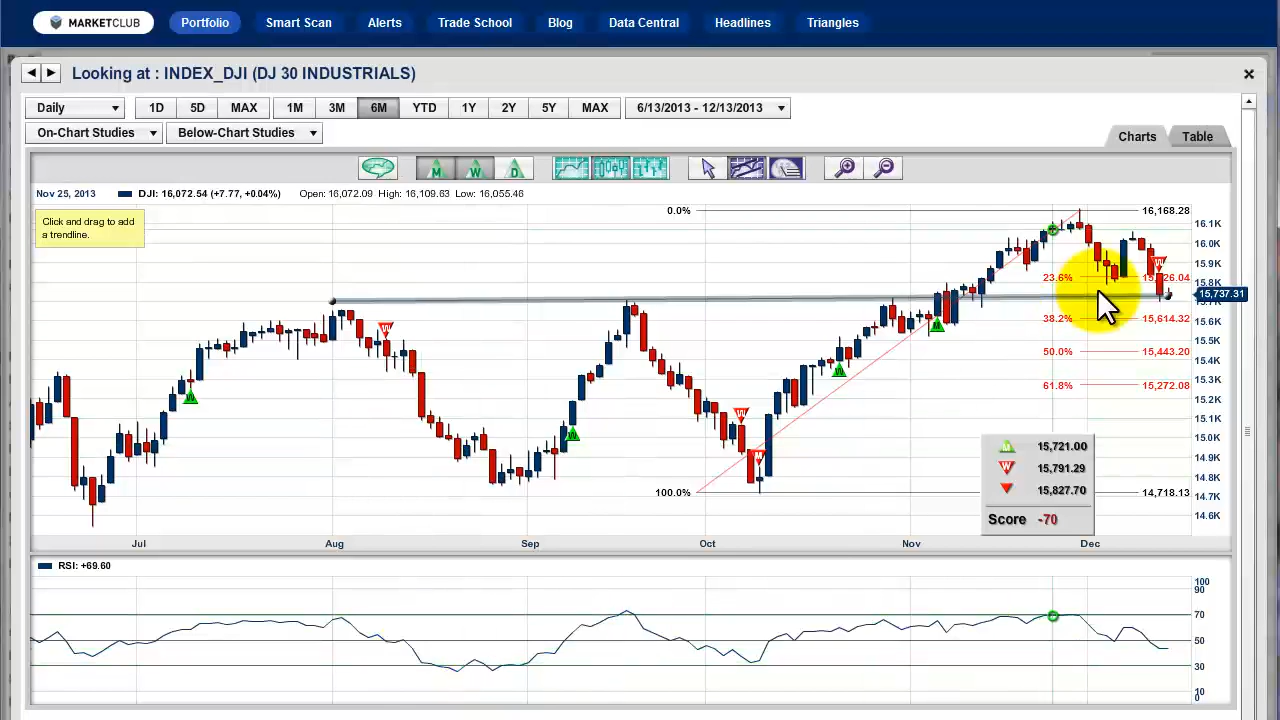 MARKETCLUB Portfolio Smart Scan Alerts Trade School Blog Data Central Headlines Triangles
Looking at : INDEX_DJI (DJ 30 INDUSTRIALS)
Daily 1D 5D MAX 1M 3M 6M YTD 1Y 2Y 5Y MAX 6/13/2013 - 12/13/2013
On-Chart Studies Below-Chart Studies Charts Table
M W D
Nov 25, 2013 DJI: 16,072.54 (+7.77, +0.04%) Open: 16,072.09 High: 16,109.63 Low: 16,055.46
Click and drag to add
a trendline.
0.0% 16,168.28
16.1K
16.0K
15.9K
23.6%
15.8K
15,737.31
38.2% 15,614.32
15.6K
15.5K
50.0% 15,443.20
15.4K
61.8% 15,272.08
15.3K
15.2K
15.1K
15.0K
14.9K
14.8K
100.0% 14,718.13
14.7K
14.6K
M 15,721.00
W 15,791.29
15,827.70
Score -70
Jul Aug Sep Oct Nov Dec
RSI: +69.60
100
90
70
50
30
10
0